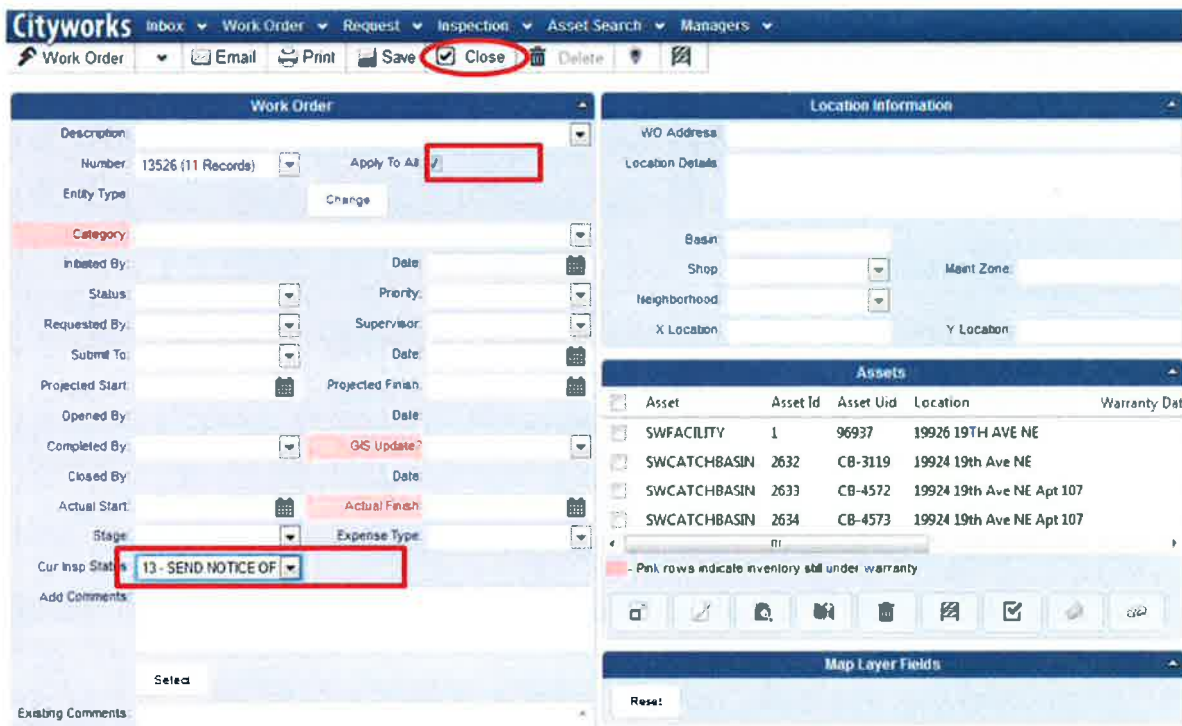 Cityworks Inbox Work Order Request Inspection Asset Search Managers
Work Order Email Print Save Close Delete
Work Order
Description:
Number: 13526 (11 Records) Apply To All
Entity Type Change
Category:
Initiated By: Date:
Status: Priority:
Requested By: Supervisor:
Submit To: Date:
Projected Start: Projected Finish:
Opened By: Date:
Completed By: GIS Update?
Closed By: Date:
Actual Start: Actual Finish:
Stage: Expense Type:
Cur Insp Status 13 - SEND NOTICE OF
Add Comments:
Select
Existing Comments:
Location Information
WO Address
Location Details
Basin
Shop Maint Zone:
Neighborhood
X Location Y Location
Assets
Asset Asset Id Asset Uid Location Warranty Dat
SWFACILITY 1 96937 19926 19TH AVE NE
SWCATCHBASIN 2632 CB-3119 19924 19th Ave NE
SWCATCHBASIN 2633 CB-4572 19924 19th Ave NE Apt 107
SWCATCHBASIN 2634 CB-4573 19924 19th Ave NE Apt 107
- Pink rows indicate inventory still under warranty
Map Layer Fields
Reset